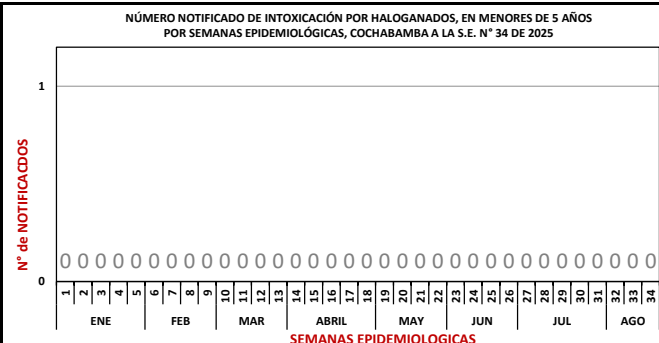 NÚMERO NOTIFICADO DE INTOXICACIÓN POR HALOGANADOS, EN MENORES DE 5 AÑOS
POR SEMANAS EPIDEMIOLÓGICAS, COCHABAMBA A LA S.E. N° 34 DE 2025
1
N° de NOTIFICACDOS
0 0 0 0 0 0 0 0 0 0 0 0 0 0 0 0 0 0 0 0 0 0 0 0 0 0 0 0 0 0 0 0 0 0
0
1 2 3 4 5 6 7 8 9 10 11 12 13 14 15 16 17 18 19 20 21 22 23 24 25 26 27 28 29 30 31 32 33 34
ENE FEB MAR ABRIL MAY JUN JUL AGO
SEMANAS EPIDEMIOLOGICAS